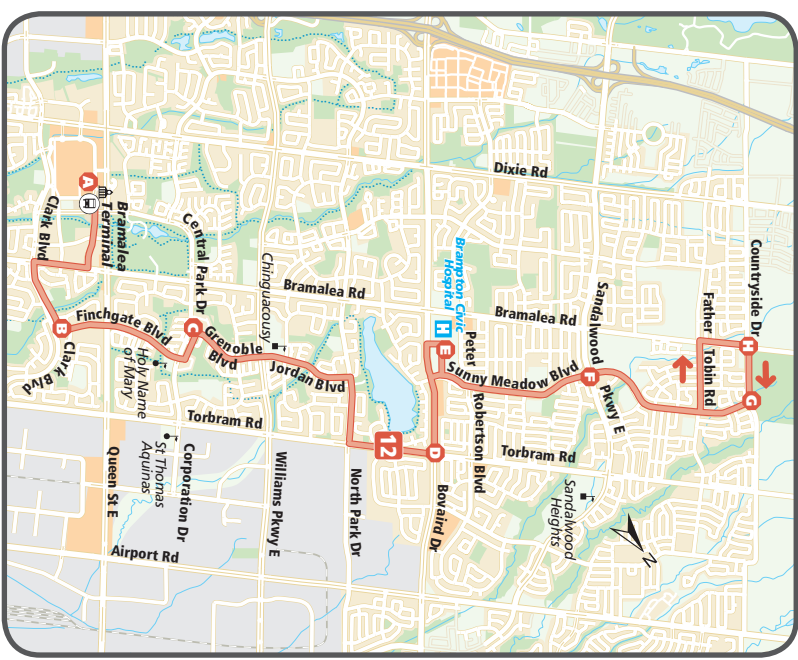 Dixie Rd
A
Bramalea
Terminal
Clark Blvd
Central Park Dr
Chinguacousy
Brampton Civic
Hospital
H
Countryside Dr
Bramalea Rd
Bramalea Rd
Sandalwood
Pkwy E
Father
Tobin Rd
H
G
B
Finchgate Blvd
C
Grenoble
Blvd
Jordan Blvd
E
Peter
Robertson Blvd
Sunny Meadow Blvd
F
Clark Blvd
Holy Name
of Mary
Torbram Rd
12
D
Torbram Rd
Queen St E
St Thomas
Aquinas
Corporation Dr
Williams Pkwy E
North Park Dr
Bovaird Dr
Sandalwood
Heights
N
Airport Rd